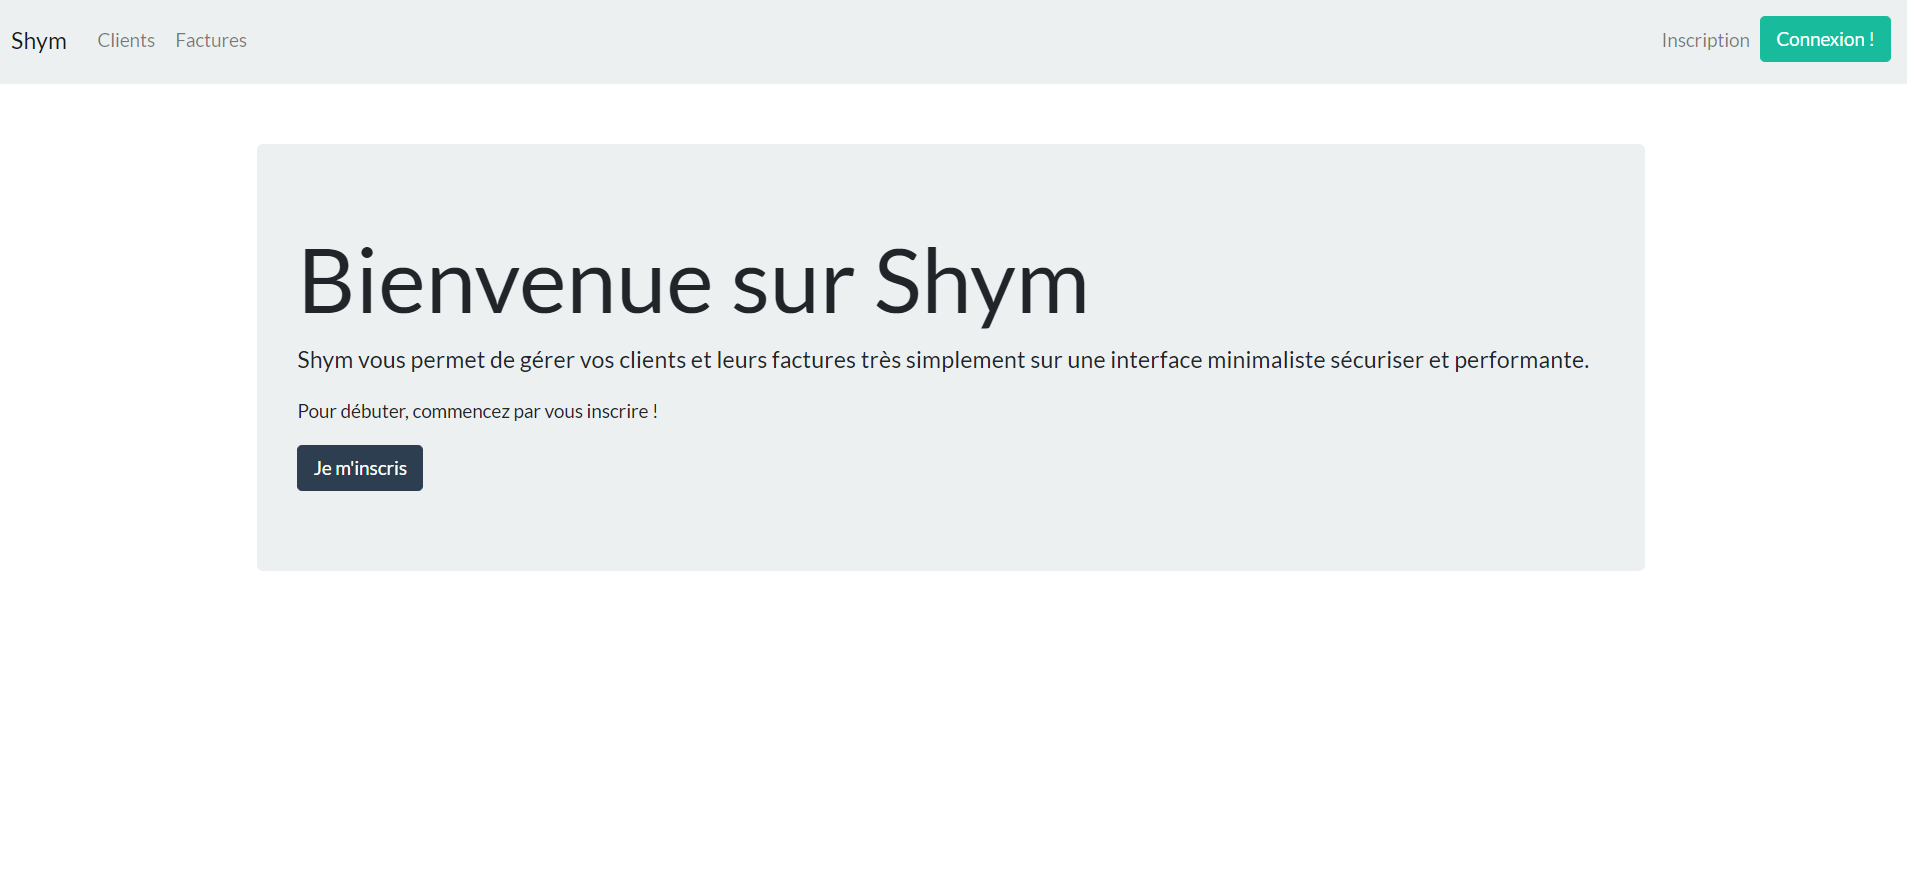 Shym Clients Factures Inscription Connexion !
Bienvenue sur Shym
Shym vous permet de gérer vos clients et leurs factures très simplement sur une interface minimaliste sécuriser et performante.
Pour débuter, commencez par vous inscrire !
Je m'inscris